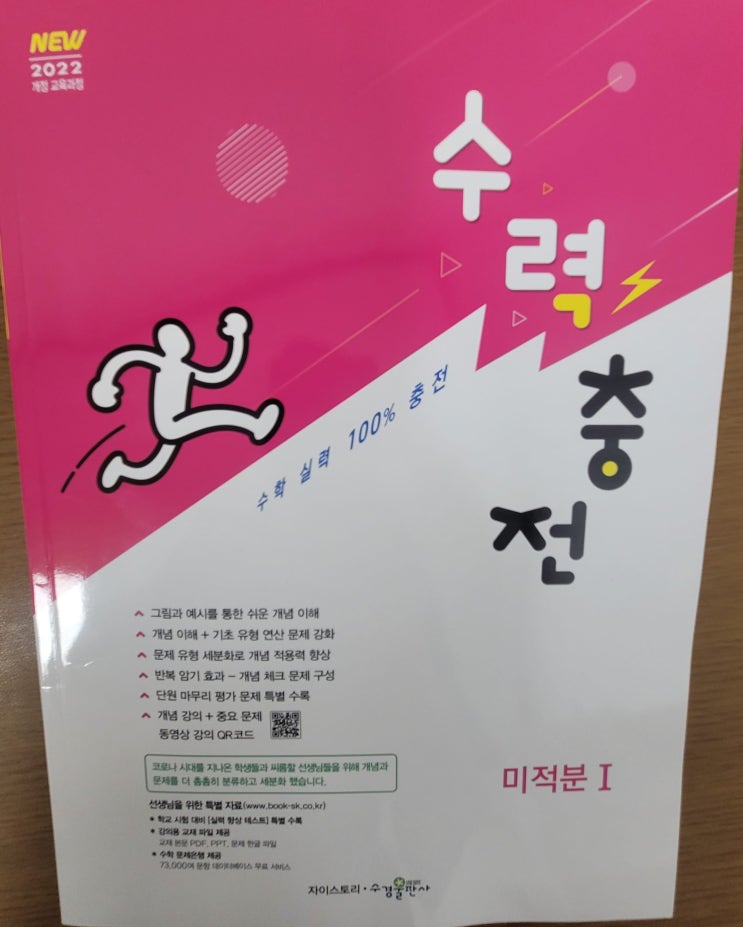 NEW
2022
개정 교육과정
수
력
충
전
수학 실력 100% 충전
그림과 예시를 통한 쉬운 개념 이해
개념 이해 + 기초 유형 연산 문제 강화
문제 유형 세분화로 개념 적용력 향상
반복 암기 효과 - 개념 체크 문제 구성
단원 마무리 평가 문제 특별 수록
개념 강의 + 중요 문제
동영상 강의 QR코드
코로나 시대를 지나온 학생들과 씨름할 선생님들을 위해 개념과
문제를 더 촘촘히 분류하고 세분화 했습니다.
미적분 I
선생님을 위한 특별 자료(www.book-sk.co.kr)
* 학교 시험 대비 [실력 향상 테스트] 특별 수록
* 강의용 교재 파일 제공
교재 본문 PDF, PPT, 문제 한글 파일
* 수학 문제은행 제공
73,000여 문항 데이터베이스 무료 서비스
자이스토리 · 수경출판사